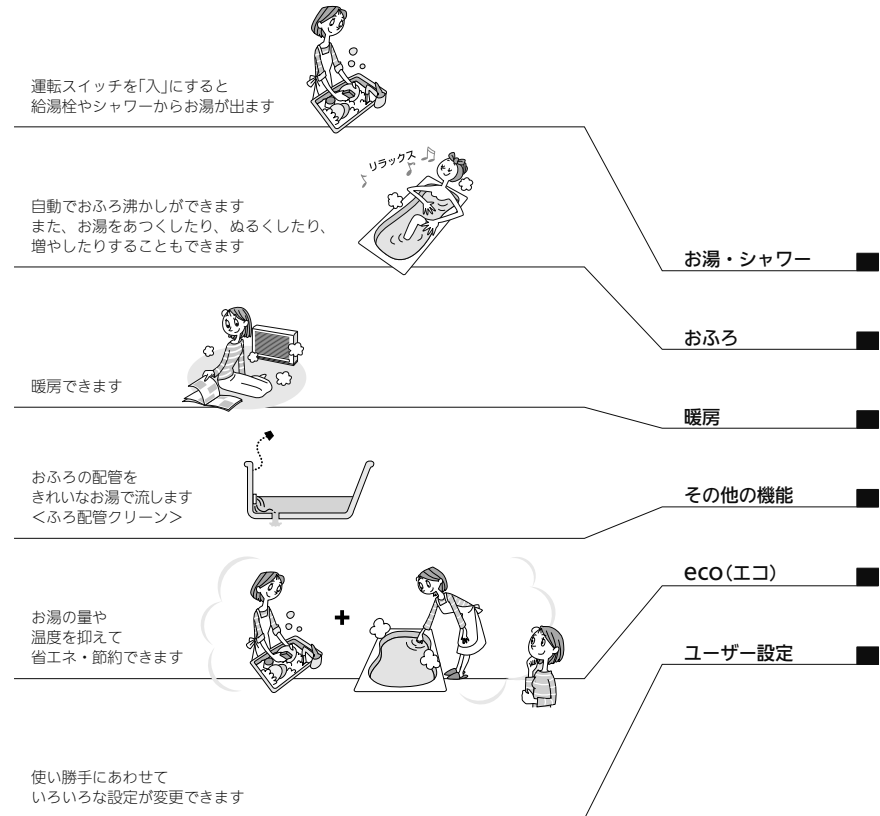 運転スイッチを「入」にすると
給湯栓やシャワーからお湯が出ます
リラックス
自動でおふろ沸かしができます
また、お湯をあつくしたり、ぬるくしたり、
増やしたりすることもできます
お湯・シャワー
おふろ
暖房できます
暖房
おふろの配管を
きれいなお湯で流します
＜ふろ配管クリーン＞
その他の機能
eco(エコ)
お湯の量や
温度を抑えて
省エネ・節約できます
+
ユーザー設定
使い勝手にあわせて
いろいろな設定が変更できます